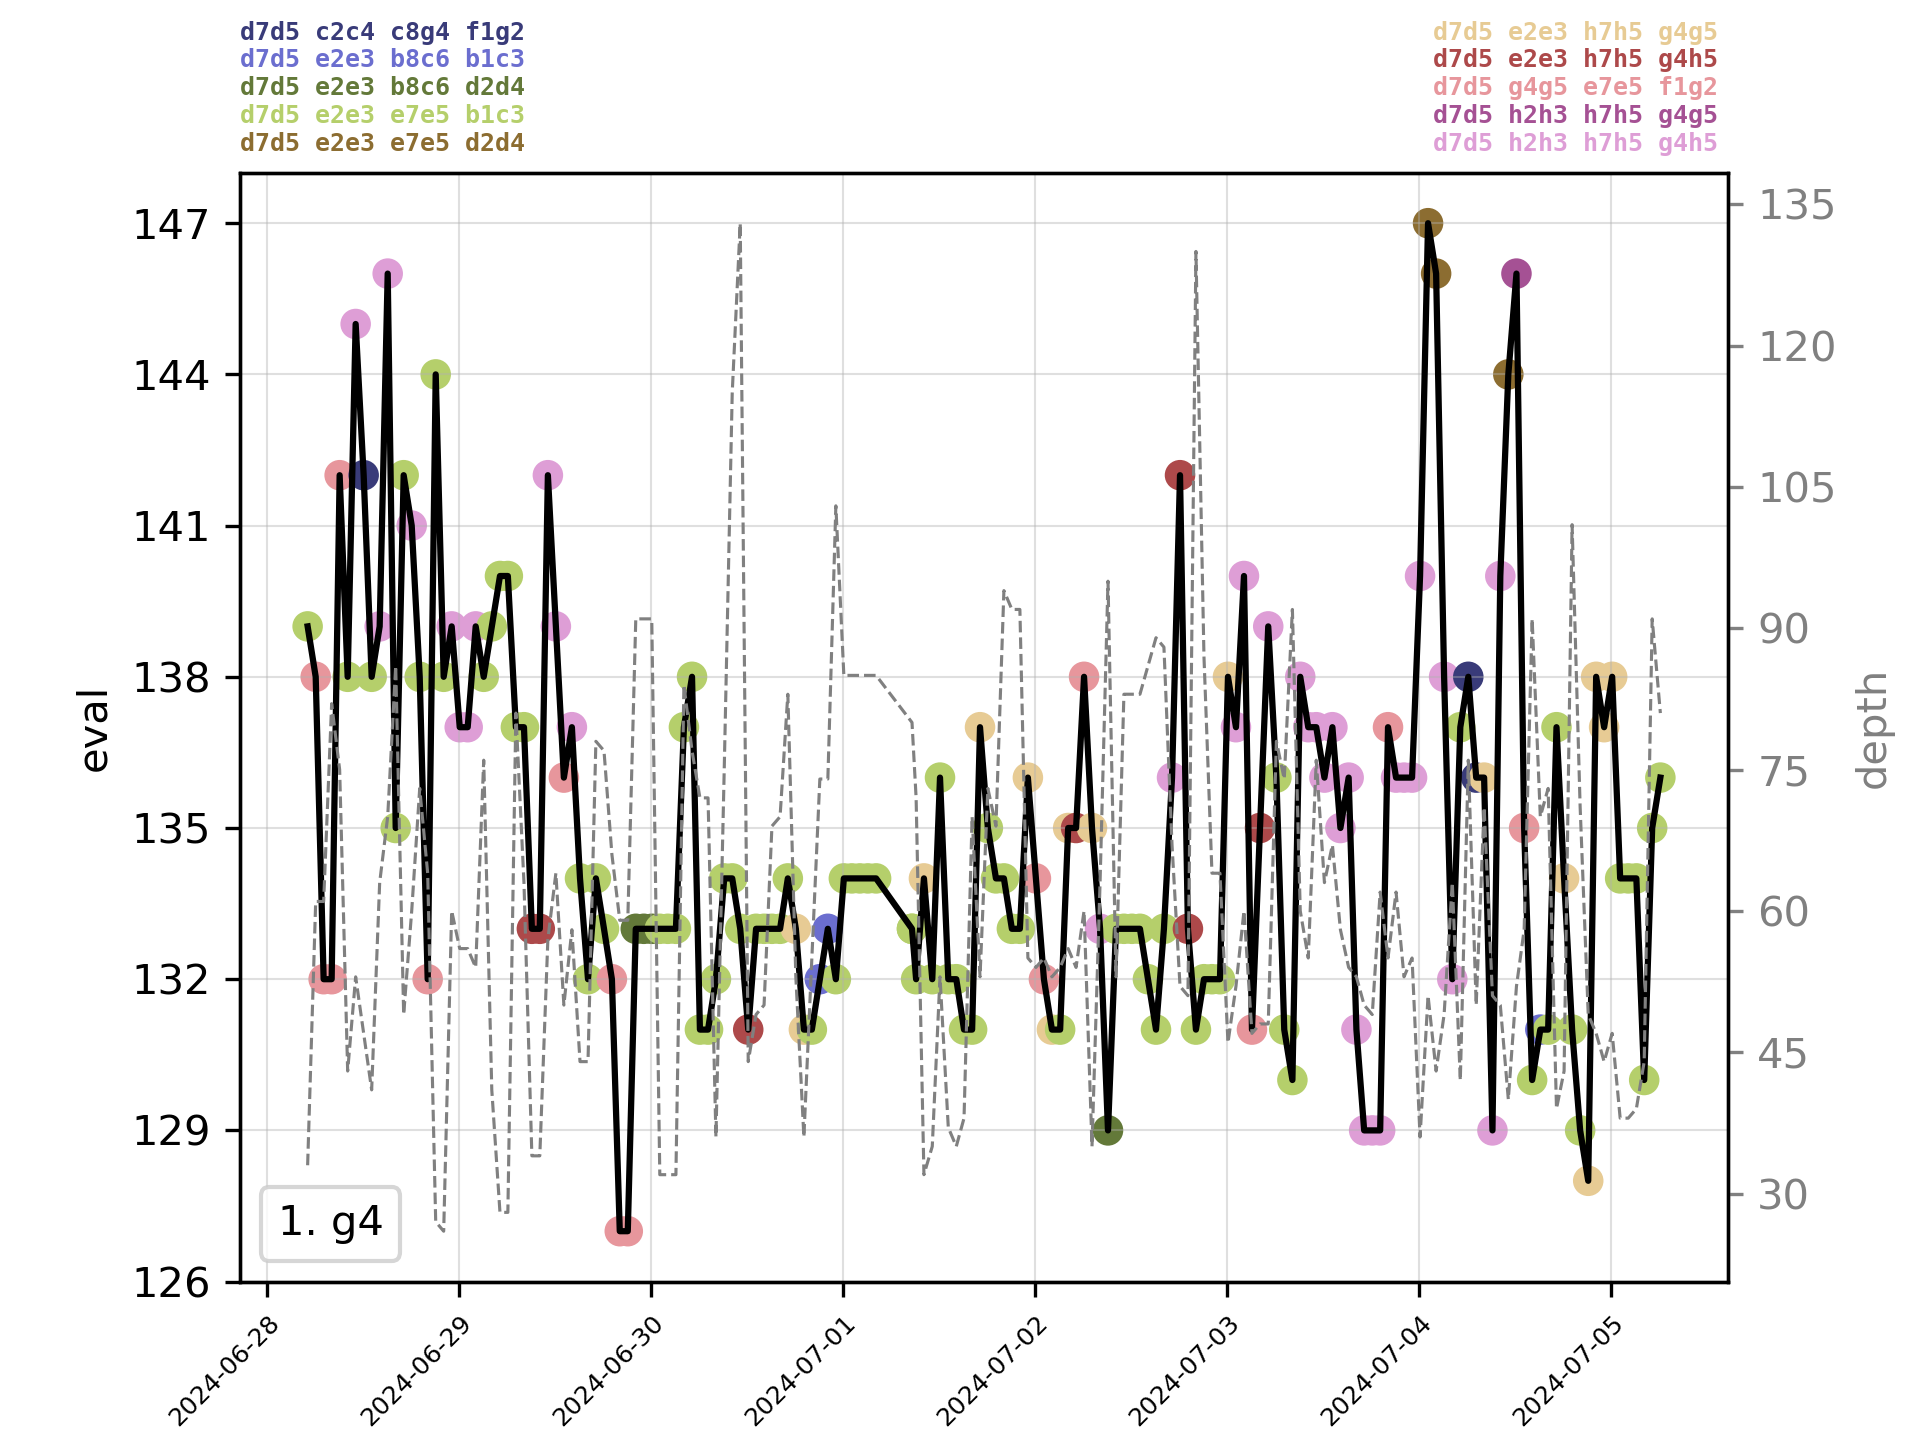 d7d5 c2c4 c8g4 f1g2
d7d5 e2e3 b8c6 b1c3
d7d5 e2e3 b8c6 d2d4
d7d5 e2e3 e7e5 b1c3
d7d5 e2e3 e7e5 d2d4
d7d5 e2e3 h7h5 g4g5
d7d5 e2e3 h7h5 g4h5
d7d5 g4g5 e7e5 f1g2
d7d5 h2h3 h7h5 g4g5
d7d5 h2h3 h7h5 g4h5
147
144
141
138
135
132
129
126
eval
135
120
105
90
75
60
45
30
depth
1. g4
2024-06-28
2024-06-29
2024-06-30
2024-07-01
2024-07-02
2024-07-03
2024-07-04
2024-07-05